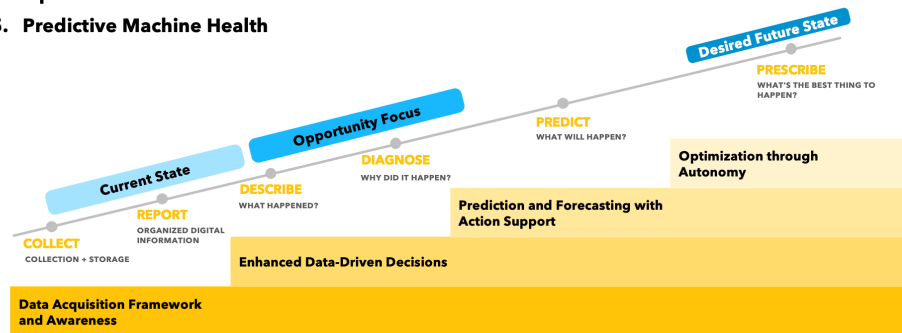 Predictive Machine Health
Desired Future State
PRESCRIBE
WHAT'S THE BEST THING TO
HAPPEN?
Opportunity Focus
PREDICT
WHAT WILL HAPPEN?
Current State
DIAGNOSE
WHY DID IT HAPPEN?
DESCRIBE
WHAT HAPPENED?
REPORT
ORGANIZED DIGITAL
INFORMATION
COLLECT
COLLECTION + STORAGE
Optimization through
Autonomy
Prediction and Forecasting with
Action Support
Enhanced Data-Driven Decisions
Data Acquisition Framework
and Awareness